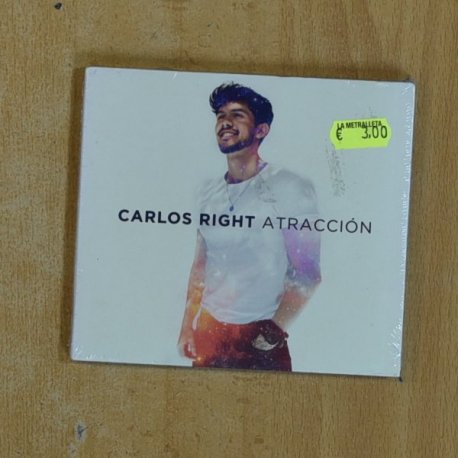 LA METRALLETA
€ 3,00
CARLOS RIGHT ATRACCIÓN